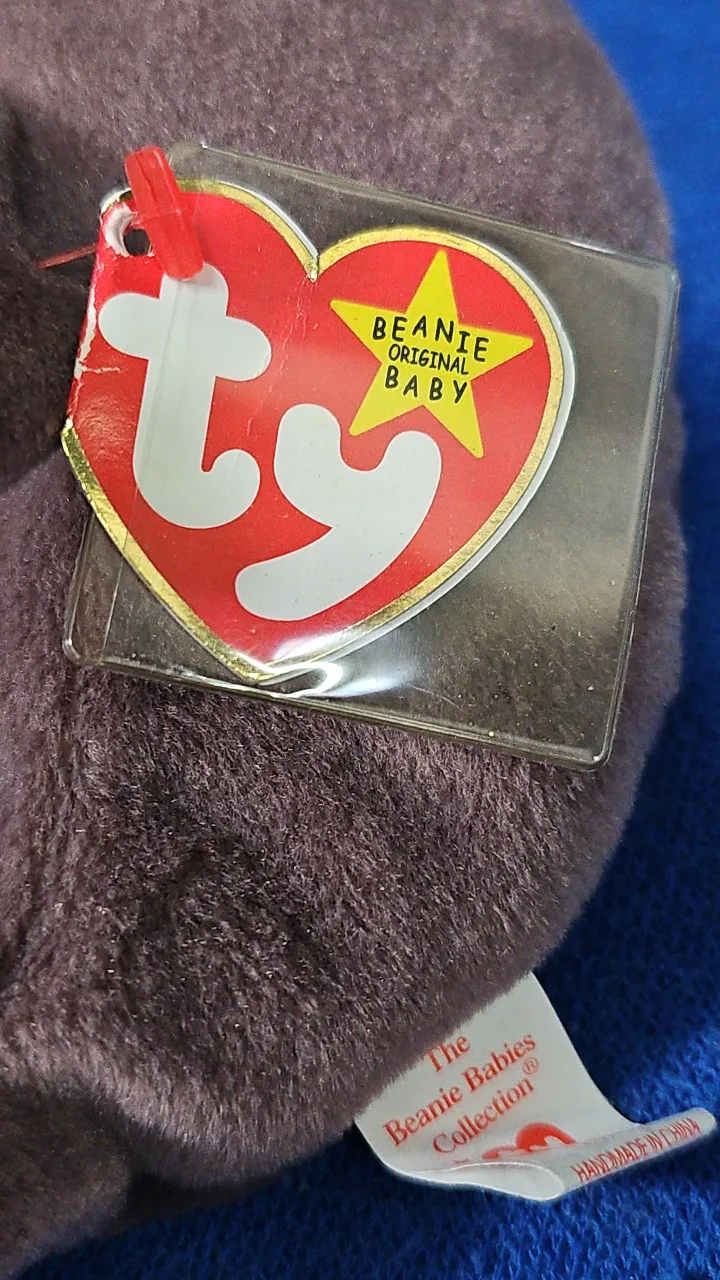 ty
BEANIE
ORIGINAL
BABY
The
Beanie Babies
Collection®
HANDMADE IN CHINA